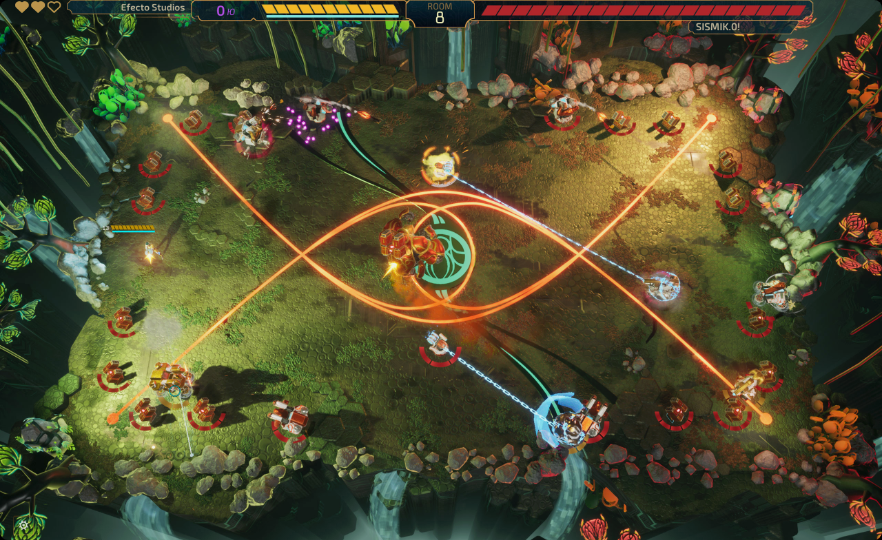 Efecto Studios
0/10
ROOM
8
SISMIK.0!